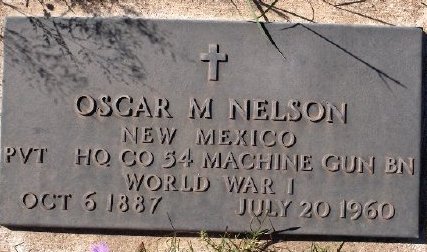 OSCAR M NELSON
NEW MEXICO
PVT HQ CO 54 MACHINE GUN BN
WORLD WAR I
OCT 6 1887 JULY 20 1960